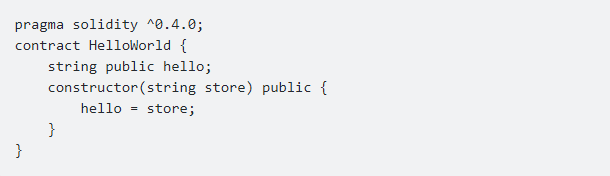 pragma solidity ^0.4.0;
contract HelloWorld {
    string public hello;
    constructor(string store) public {
        hello = store;
    }
}